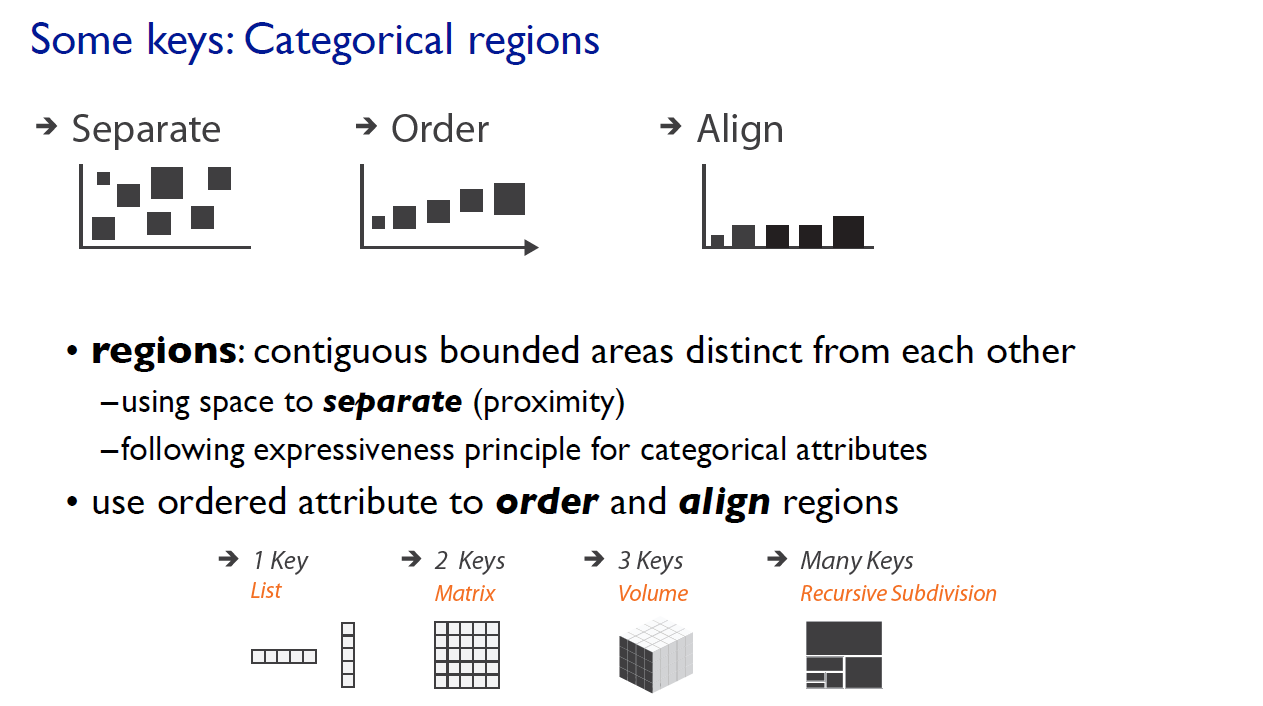 Some keys: Categorical regions
➔ Separate
➔ Order
➔ Align
• regions: contiguous bounded areas distinct from each other
–using space to separate (proximity)
–following expressiveness principle for categorical attributes
• use ordered attribute to order and align regions
➔ 1 Key
List
➔ 2 Keys
Matrix
➔ 3 Keys
Volume
➔ Many Keys
Recursive Subdivision